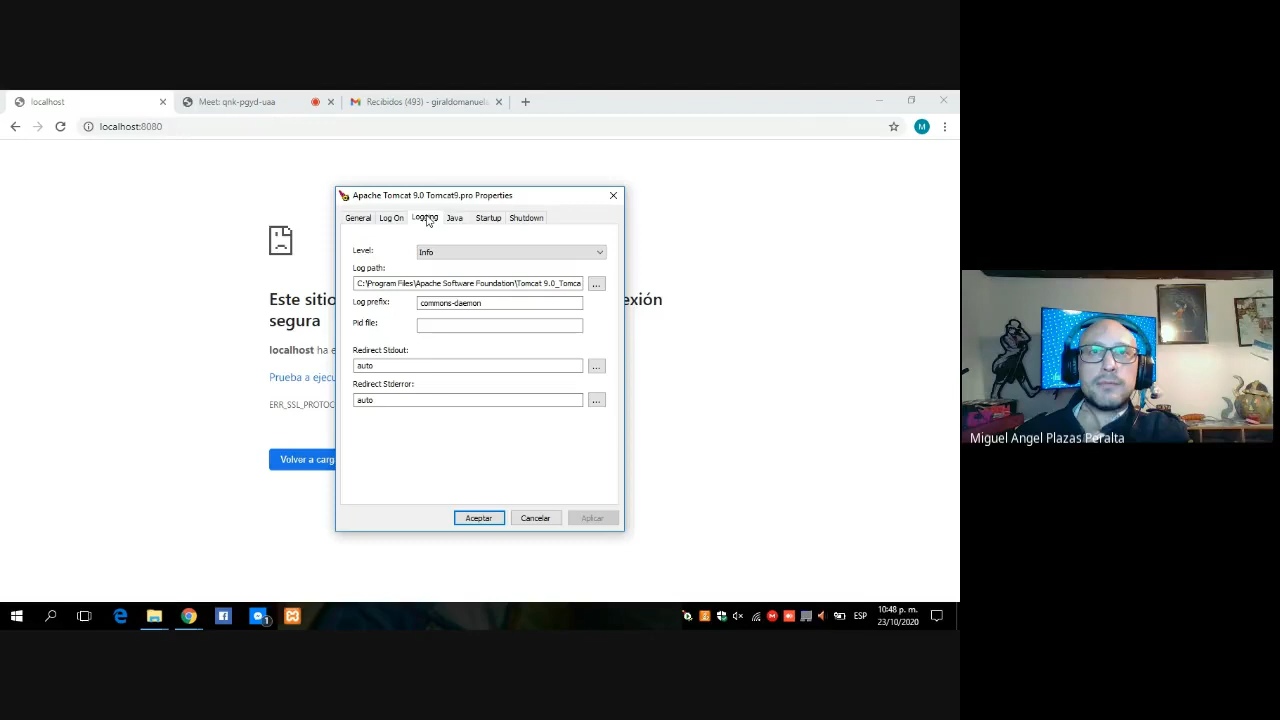 localhost
Meet: qnk-pgyd-uaa
Recibidos (493) - giraldomanuela
localhost:8080
M
Apache Tomcat 9.0 Tomcat9.pro Properties
General Log On Logging Java Startup Shutdown
Level: Info
Log path:
C:\Program Files\Apache Software Foundation\Tomcat 9.0_Tomca ...
Log prefix: commons-daemon
Pid file:
Redirect Stdout:
auto ...
Redirect Stderror:
auto ...
Aceptar Cancelar Aplicar
Este sitio
exión
segura
localhost ha e
Prueba a ejecu
ERR_SSL_PROTOC
Volver a carg
Miguel Angel Plazas Peralta
1
ESP
10:48 p. m.
23/10/2020